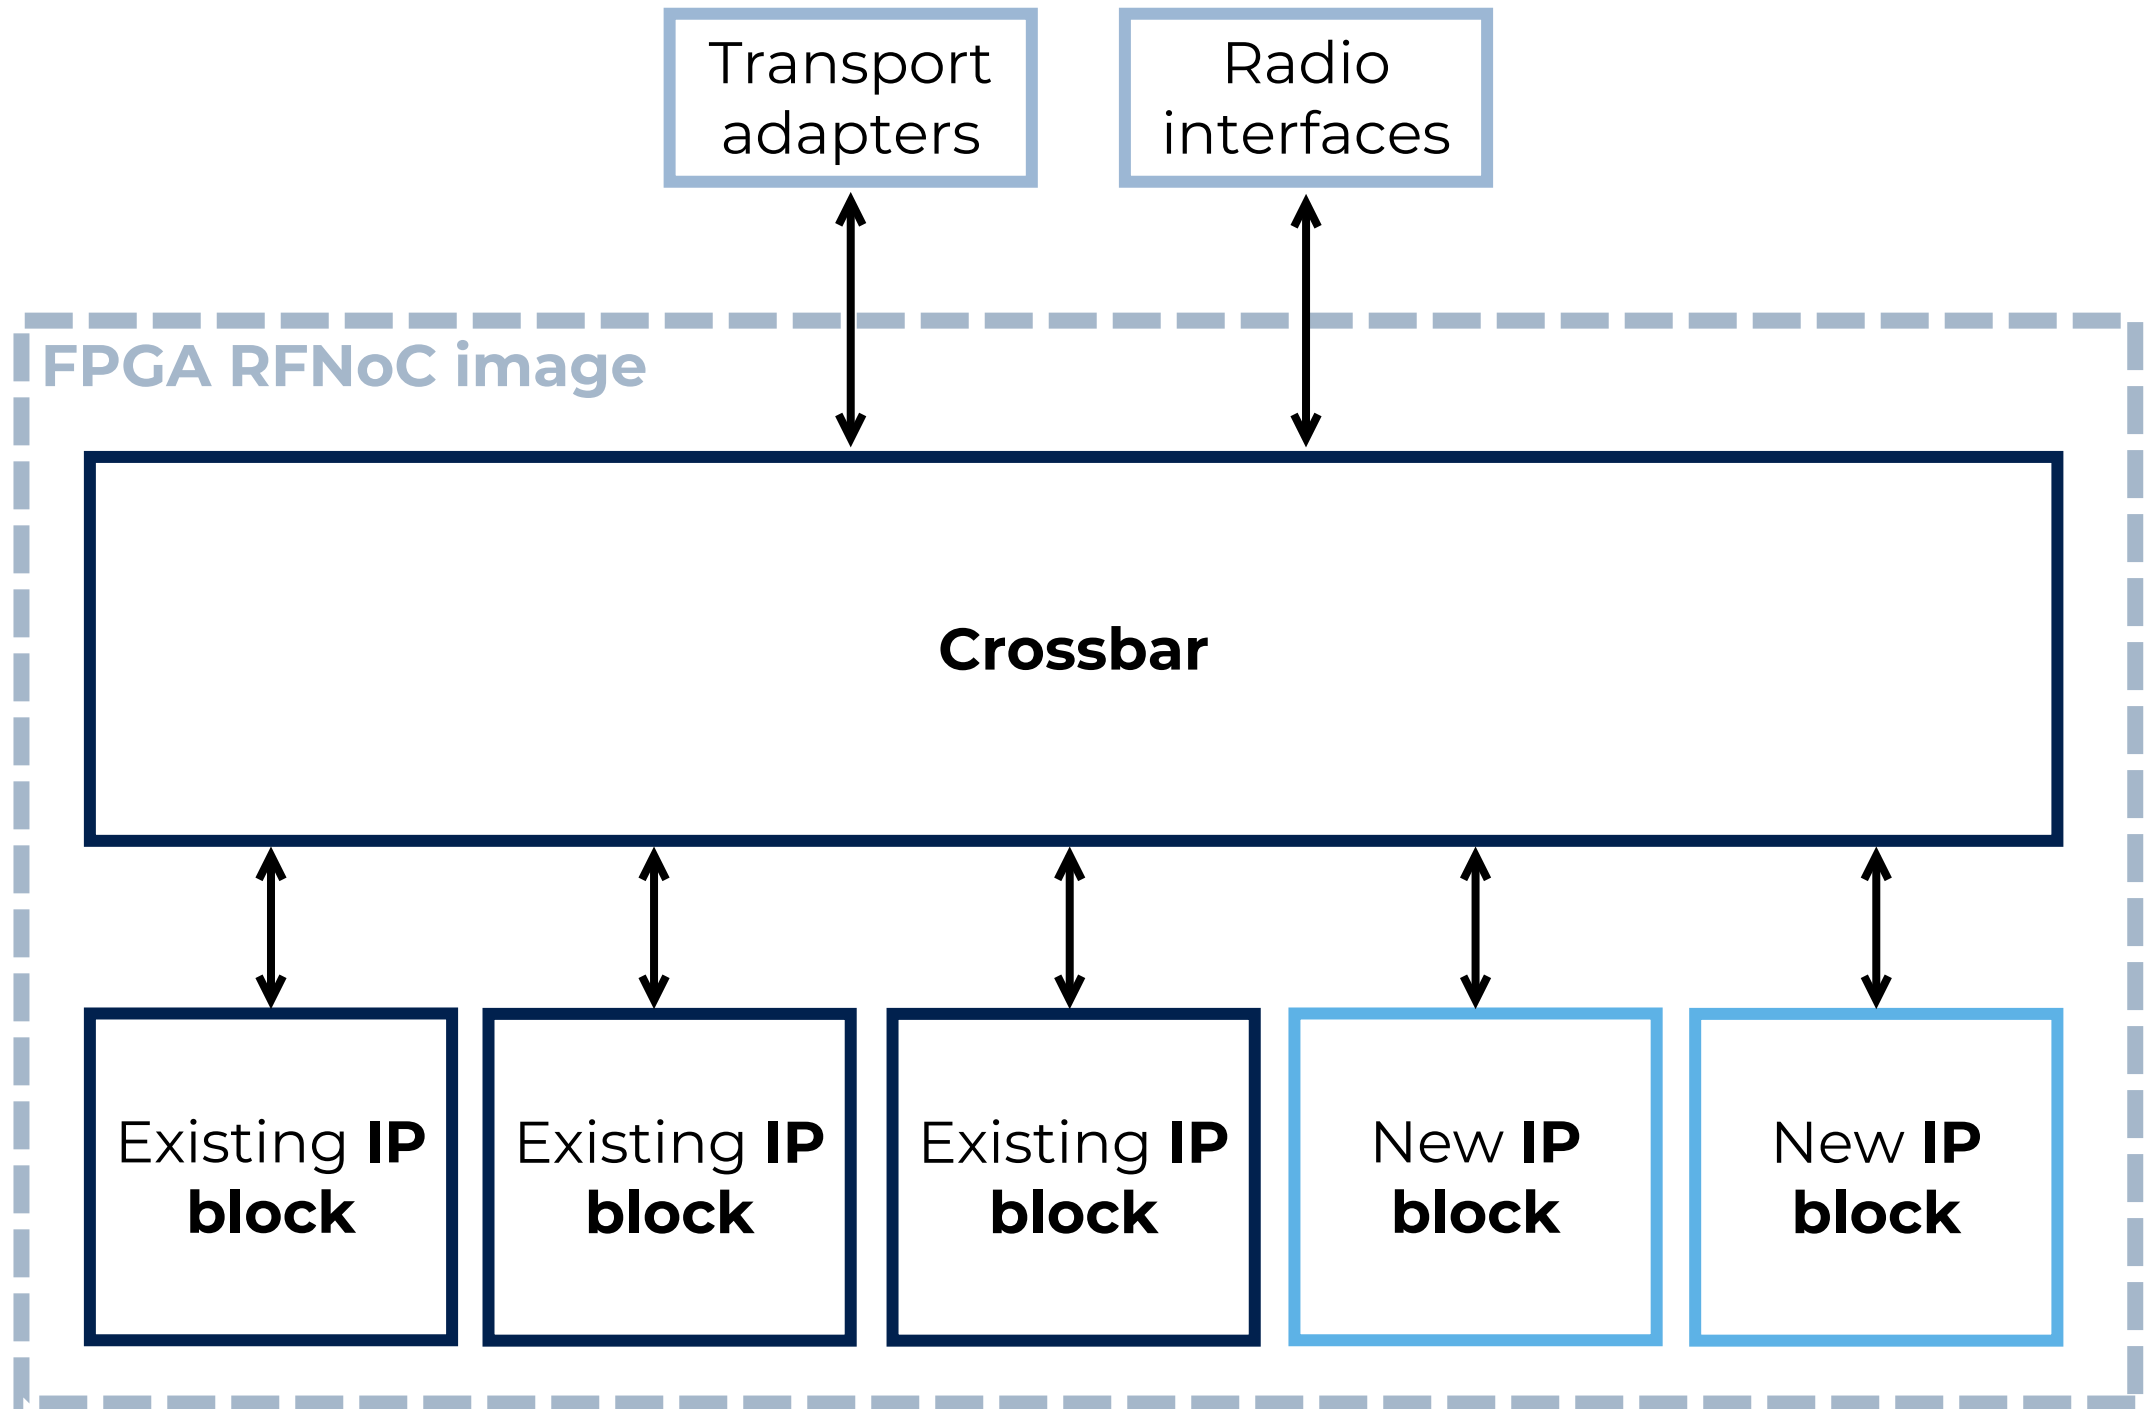 Transport
adapters
Radio
interfaces
FPGA RFNoC image
Crossbar
Existing IP
block
Existing IP
block
Existing IP
block
New IP
block
New IP
block